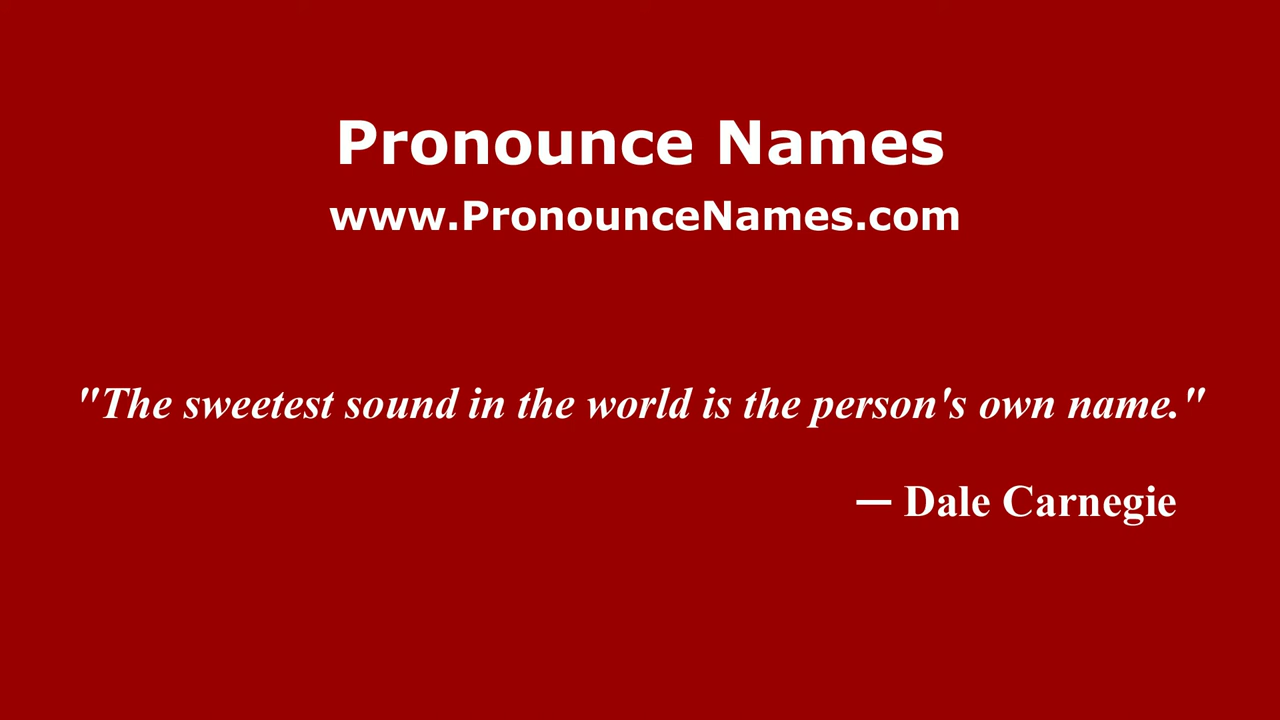 Pronounce Names
www.PronounceNames.com
"The sweetest sound in the world is the person's own name."
— Dale Carnegie